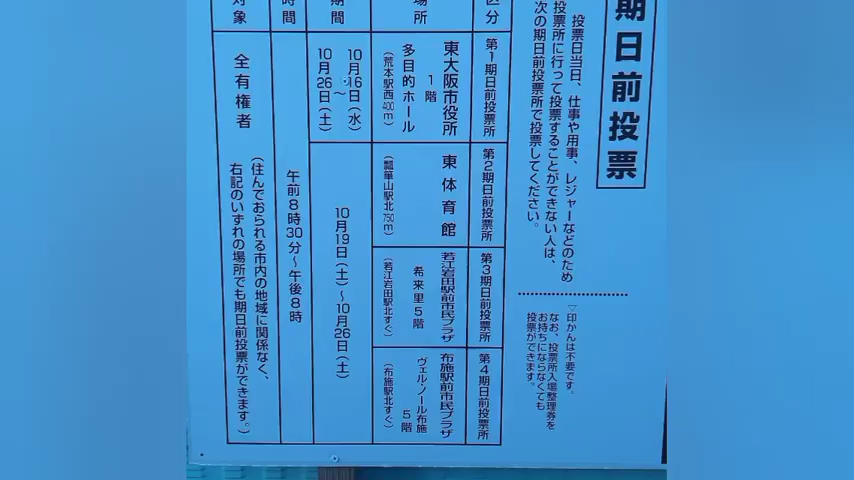 期日前投票
投票日当日、仕事や用事、レジャーなどのため
投票所に行って投票することができない人は、
次の期日前投票所で投票してください。
▽印かんは不要です。
なお、投票所入場整理券を
お持ちにならなくても
投票ができます。
区分
場所
期間
時間
対象
第1期日前投票所
東大阪市役所
1階
多目的ホール
(荒本駅西400m)
10月16日(水)
〜
10月26日(土)
第2期日前投票所
東体育館
(瓢箪山駅北750m)
第3期日前投票所
若江岩田駅前市民プラザ
希来里5階
(若江岩田駅北すぐ)
第4期日前投票所
布施駅前市民プラザ
ヴェル・ノール布施
5階
(布施駅北すぐ)
10月19日(土)〜10月26日(土)
午前8時30分〜午後8時
全有権者
(住んでおられる市内の地域に関係なく、
右記のいずれの場所でも期日前投票ができます。)